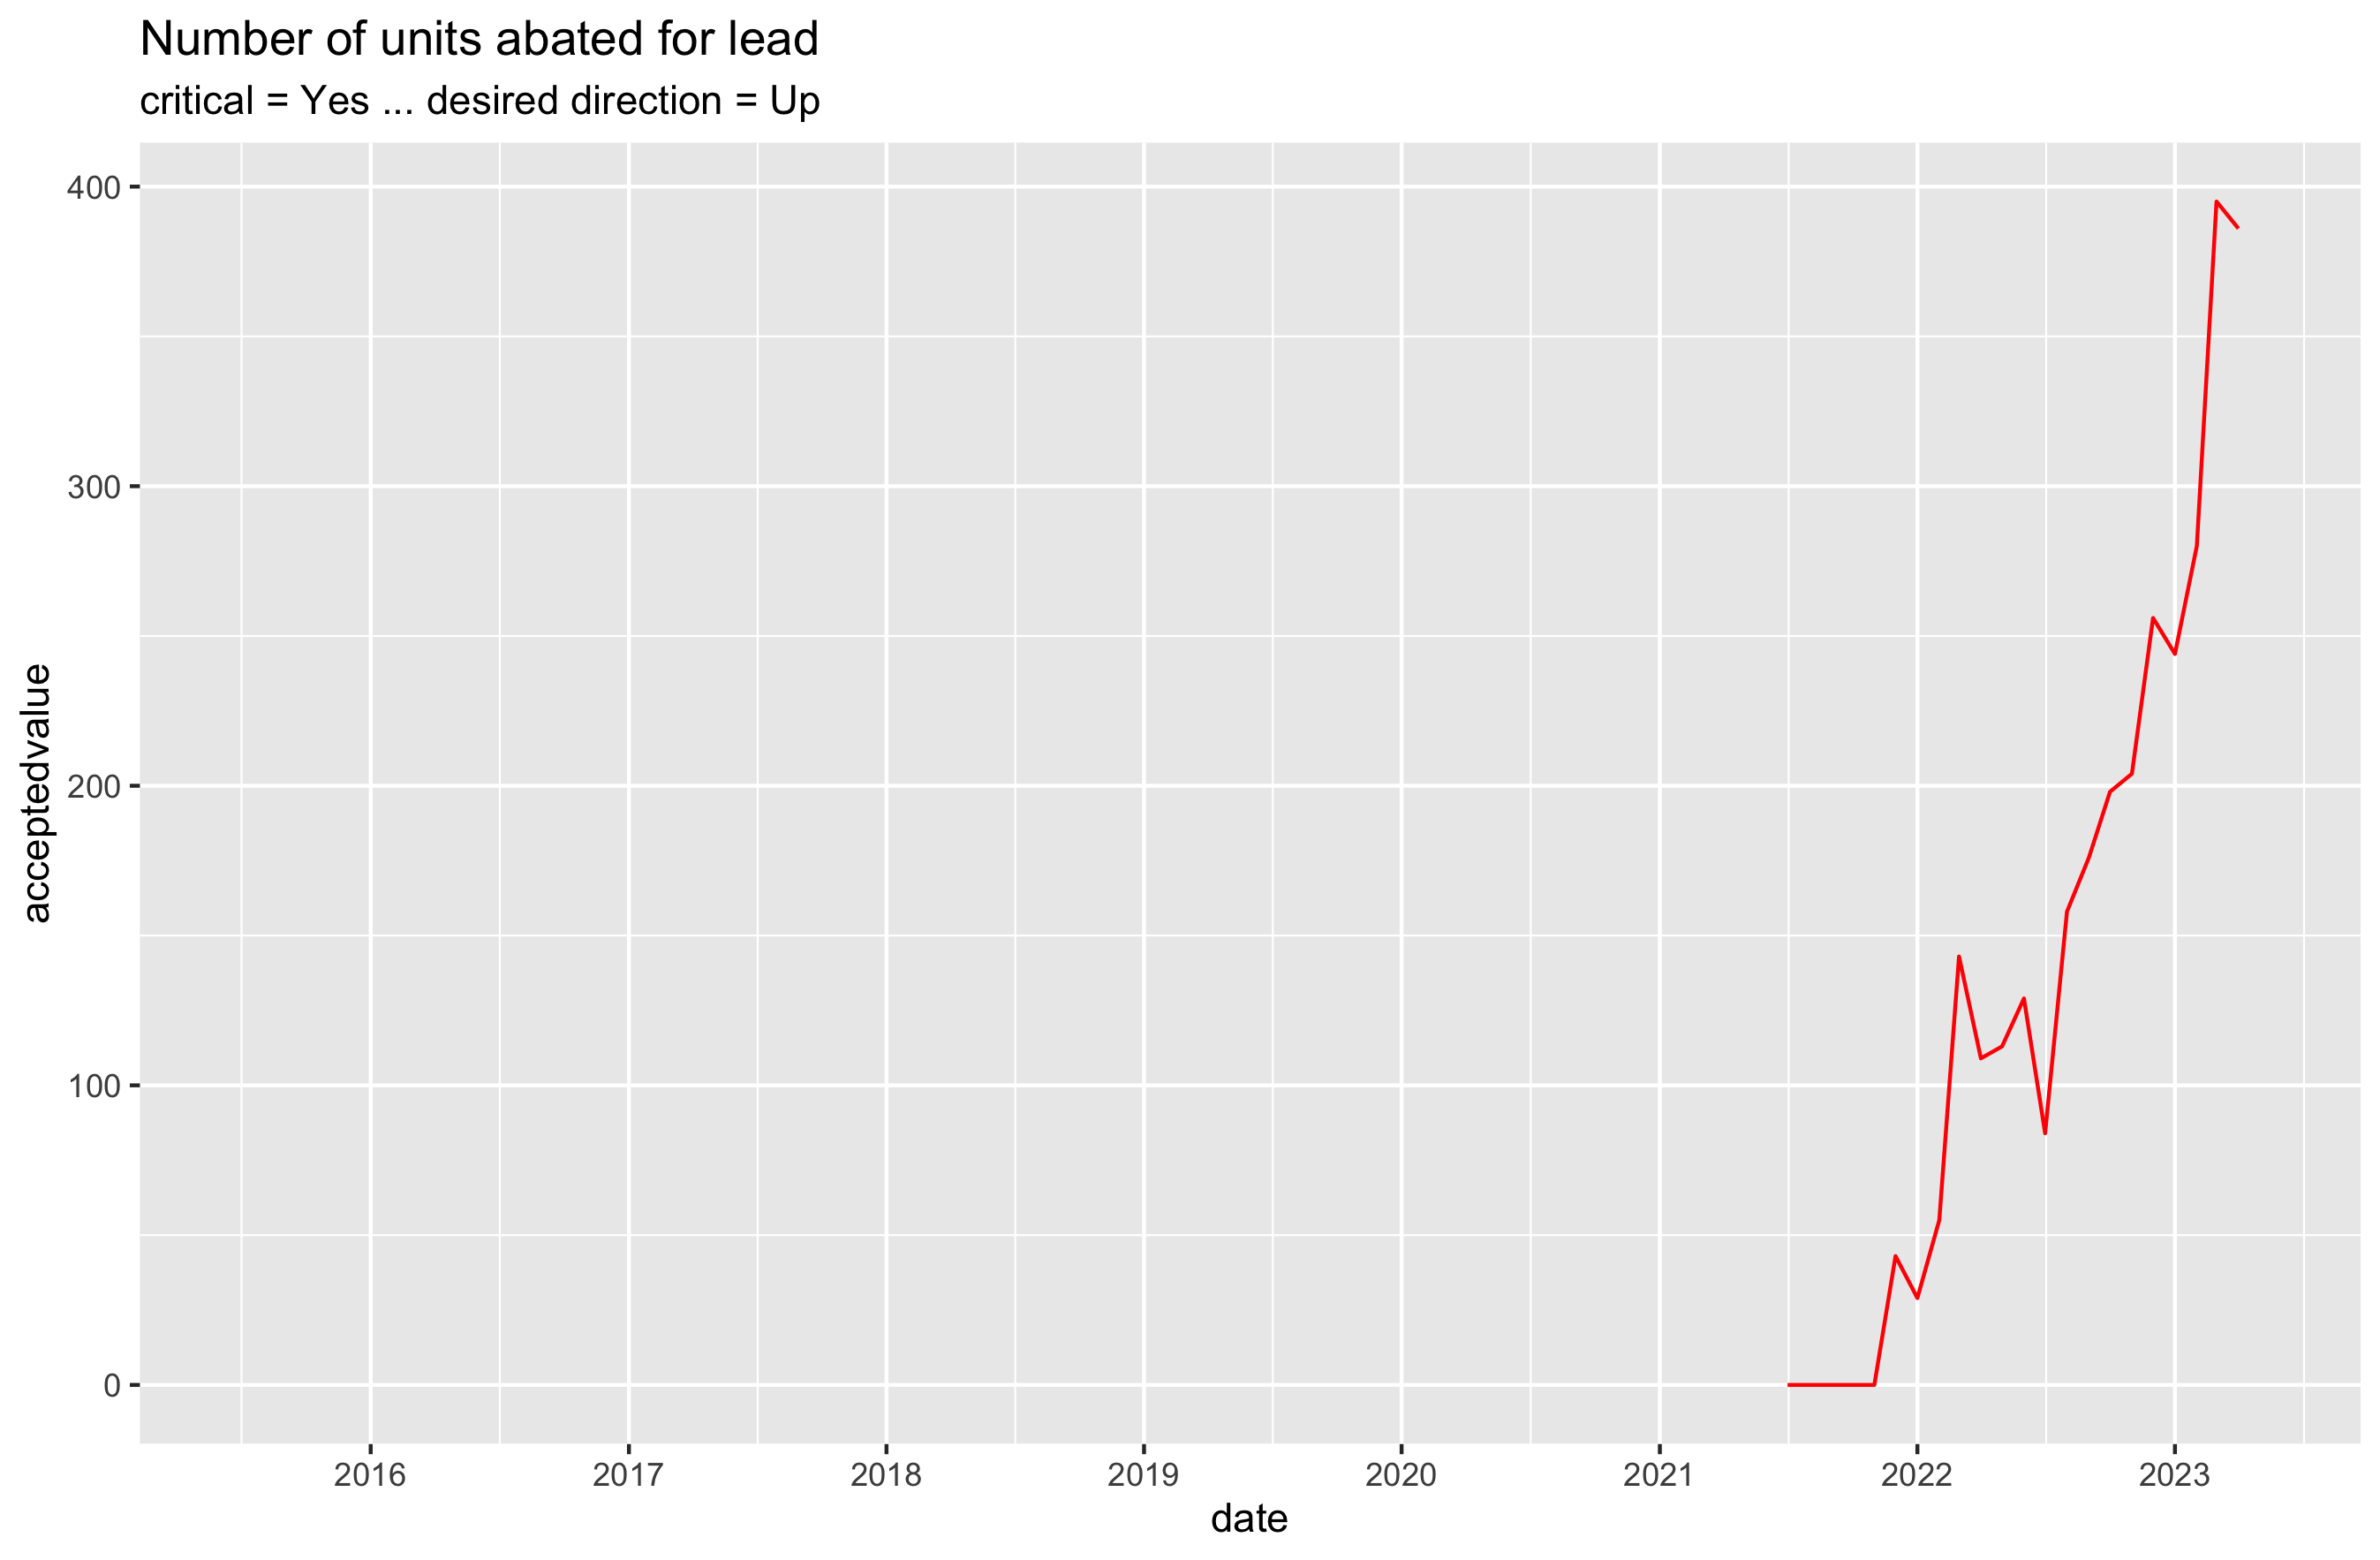 Number of units abated for lead
critical = Yes ... desired direction = Up
acceptedvalue
400
300
200
100
0
2016 2017 2018 2019 2020 2021 2022 2023
date